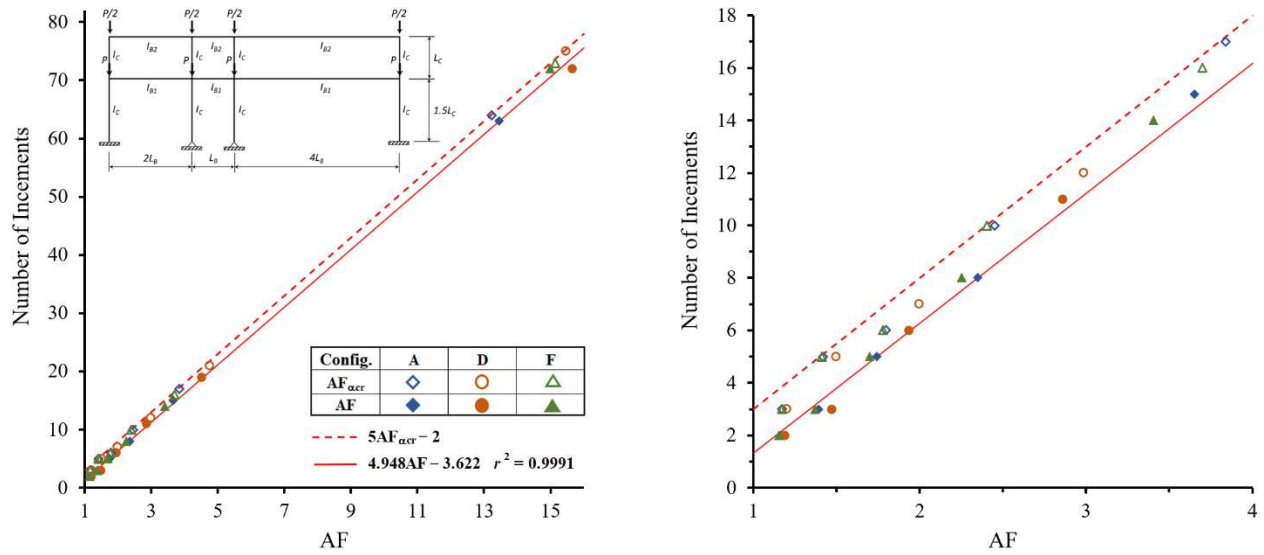 80
70
60
50
40
30
20
10
0
Number of Incements
P/2 P/2 P/2 P/2
I_B2 I_B2 I_B2
I_C I_C I_C I_C L_C
P P P P
I_B1 I_B1 I_B1
I_C I_C I_C I_C 1.5L_C
2L_B L_B 4L_B
Config. A D F
AF_αcr
AF
5AF_αcr − 2
4.948AF − 3.622 r² = 0.9991
1 3 5 7 9 11 13 15
AF
18
16
14
12
10
8
6
4
2
0
Number of Incements
1 2 3 4
AF